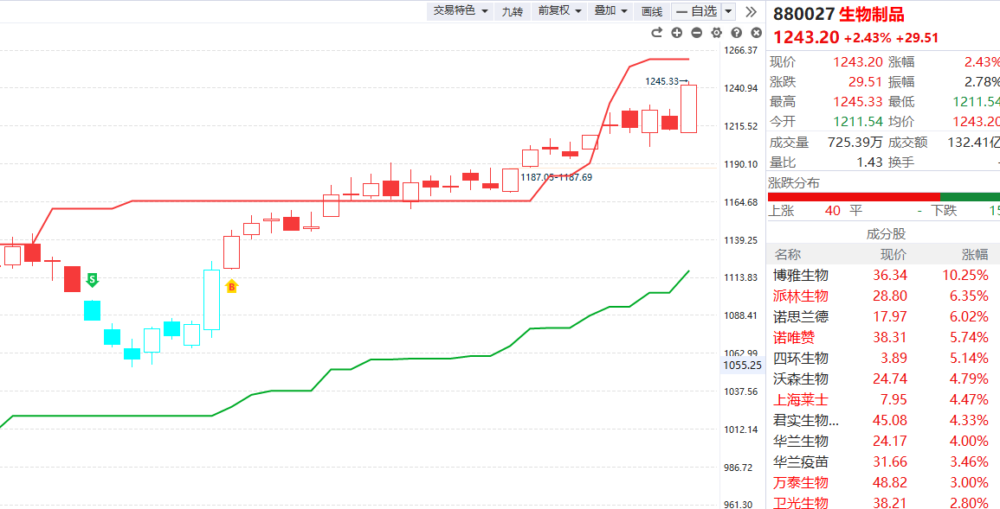 交易特色 九转 前复权 叠加 画线 一 自选
1266.37
1240.94
1215.52
1190.10
1164.68
1139.25
1113.83
1088.41
1062.99
1055.25
1037.56
1012.14
986.72
961.30
1245.33
1187.05-1187.69
S
B
880027 生物制品
1243.20 +2.43% +29.51
现价 1243.20 涨幅 2.43%
涨跌 29.51 振幅 2.78%
最高 1245.33 最低 1211.54
今开 1211.54 均价 1243.20
成交量 725.39万 成交额 132.41亿
量比 1.43 换手 -
涨跌分布
上涨 40 平 - 下跌 15
成分股
名称 现价 涨幅
博雅生物 36.34 10.25%
派林生物 28.80 6.35%
诺思兰德 17.97 6.02%
诺唯赞 38.31 5.74%
四环生物 3.89 5.14%
沃森生物 24.74 4.79%
上海莱士 7.95 4.47%
君实生物... 45.08 4.33%
华兰生物 24.17 4.00%
华兰疫苗 31.66 3.46%
万泰生物 48.82 3.00%
卫光生物 38.21 2.80%